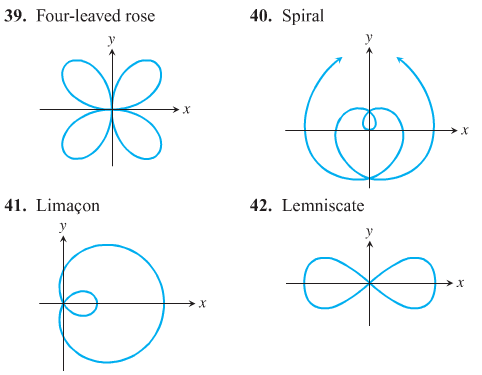 39. Four-leaved rose
y
x
40. Spiral
y
x
41. Limaçon
y
x
42. Lemniscate
y
x